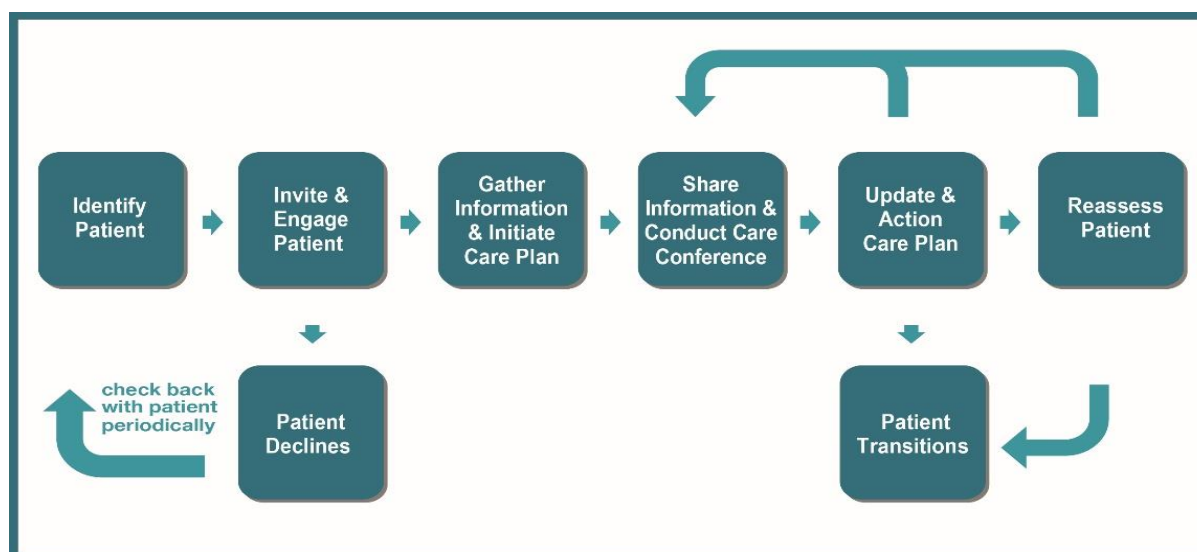 Identify
Patient
Invite &
Engage
Patient
Gather
Information
& Initiate
Care Plan
Share
Information &
Conduct Care
Conference
Update &
Action
Care Plan
Reassess
Patient
check back
with patient
periodically
Patient
Declines
Patient
Transitions